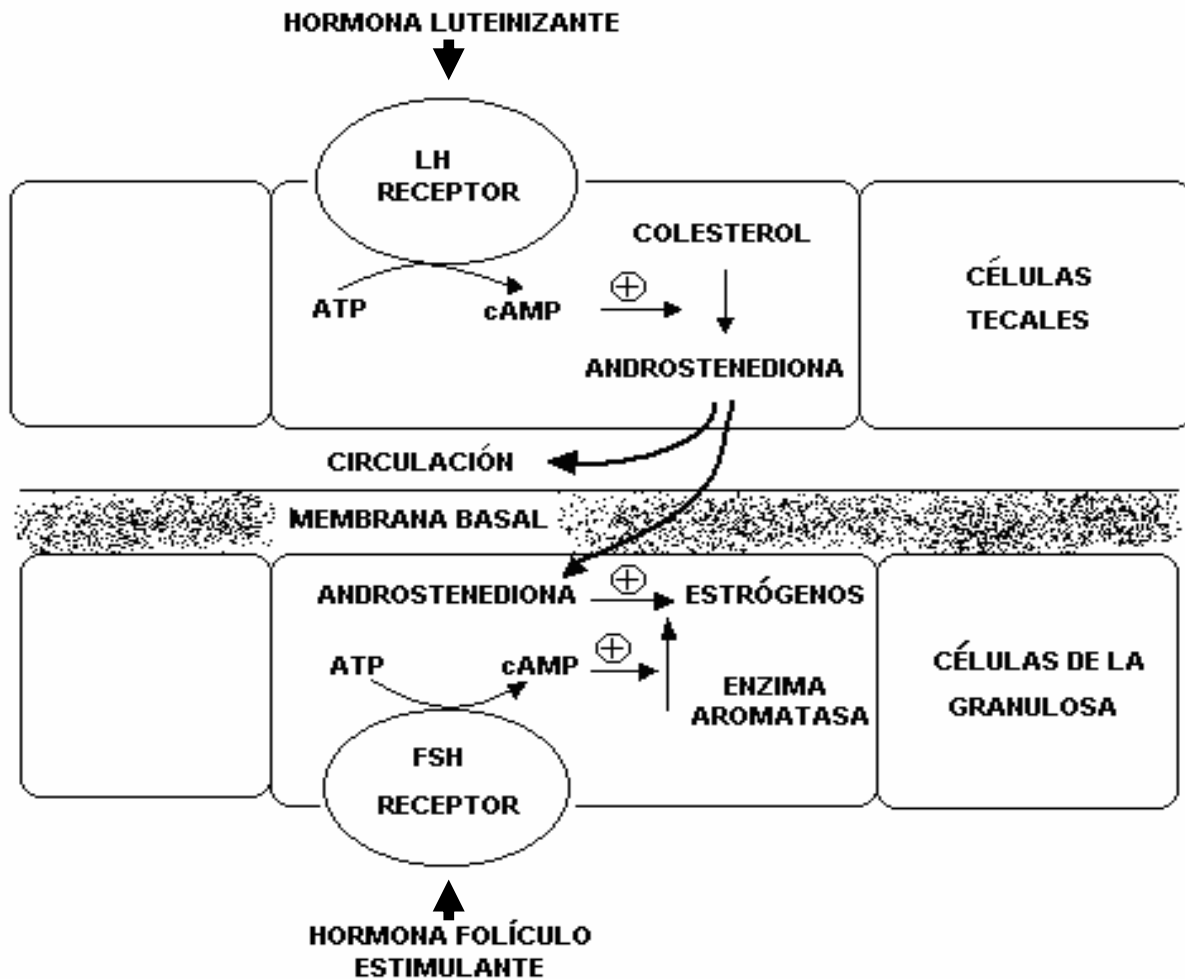 HORMONA LUTEINIZANTE
LH
RECEPTOR
COLESTEROL
ATP
cAMP
ANDROSTENEDIONA
CÉLULAS
TECALES
CIRCULACIÓN
MEMBRANA BASAL
ANDROSTENEDIONA
ESTRÓGENOS
ATP
cAMP
ENZIMA
AROMATASA
CÉLULAS DE LA
GRANULOSA
FSH
RECEPTOR
HORMONA FOLÍCULO
ESTIMULANTE